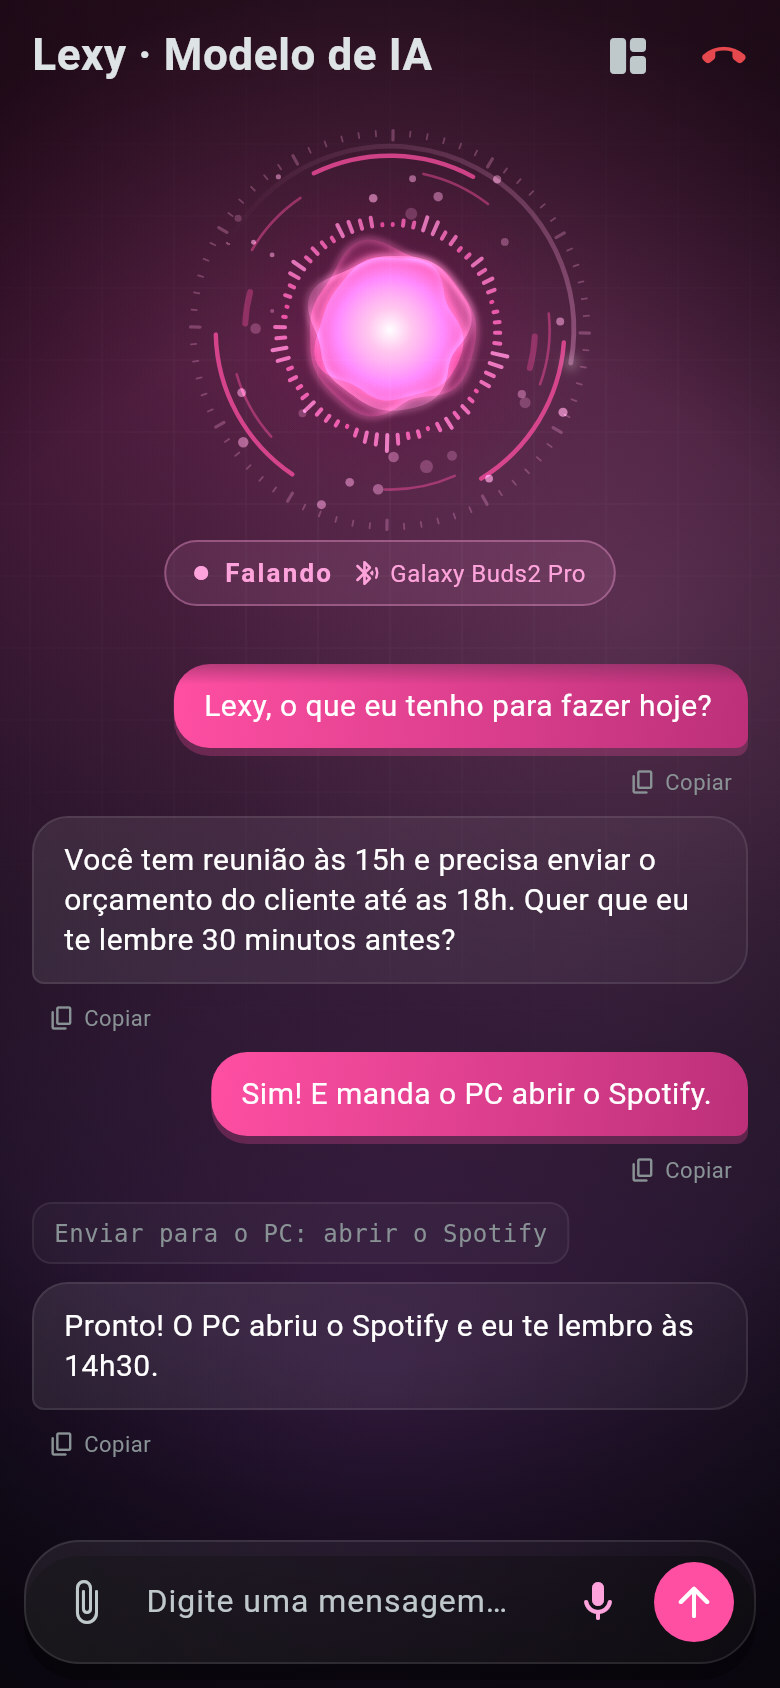 Lexy · Modelo de IA
Falando Galaxy Buds2 Pro
Lexy, o que eu tenho para fazer hoje?
Copiar
Você tem reunião às 15h e precisa enviar o
orçamento do cliente até as 18h. Quer que eu
te lembre 30 minutos antes?
Copiar
Sim! E manda o PC abrir o Spotify.
Copiar
Enviar para o PC: abrir o Spotify
Pronto! O PC abriu o Spotify e eu te lembro às
14h30.
Copiar
Digite uma mensagem...